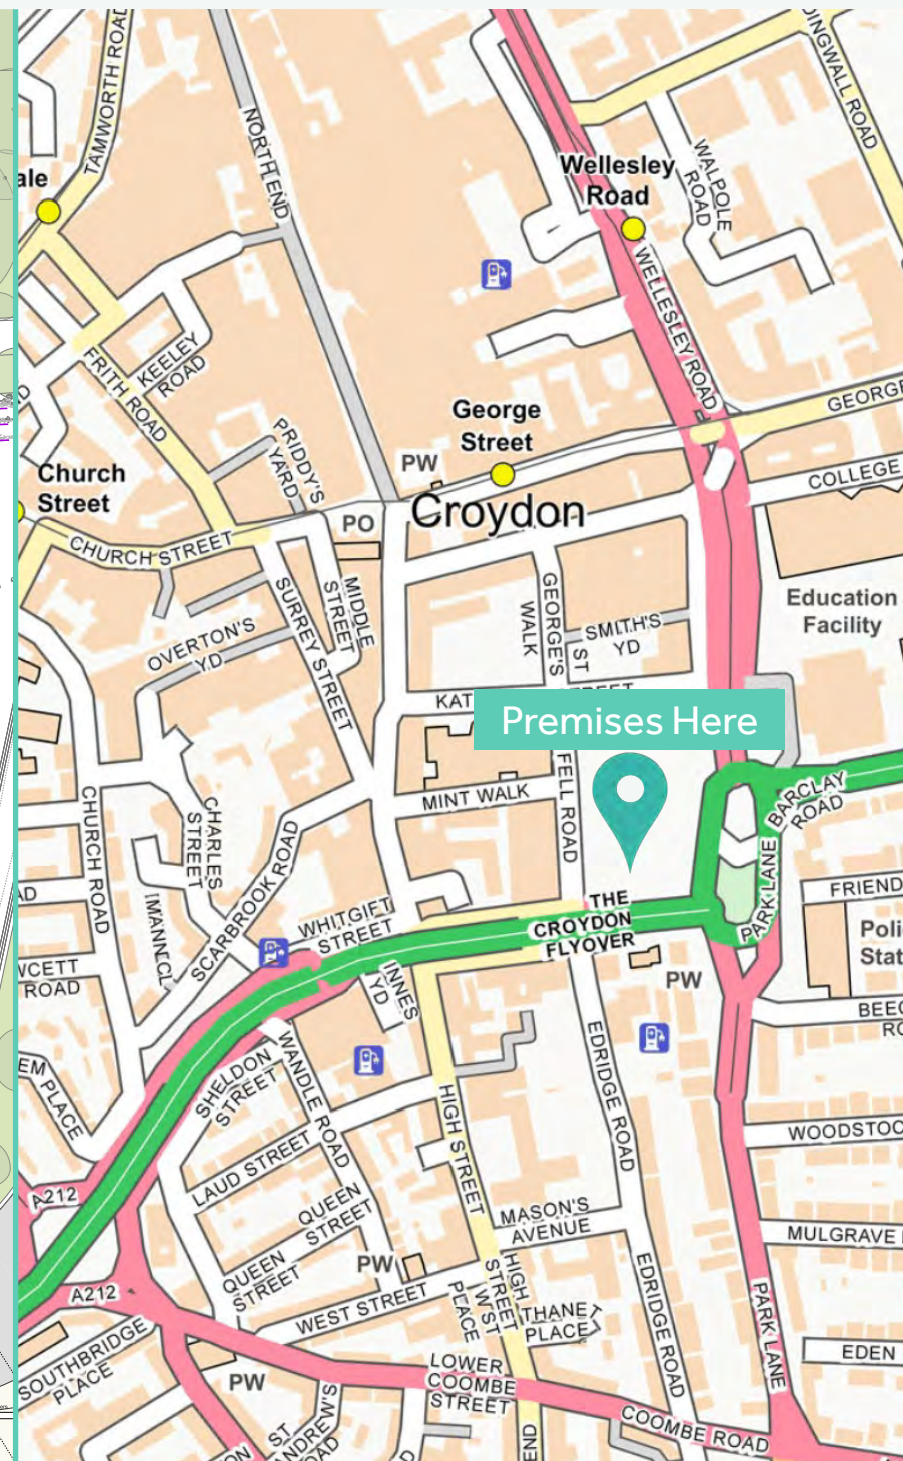 TAMWORTH ROAD
DINGWALL ROAD
NORTH END
ale
Wellesley
Road
WALPOLE
ROAD
WELLESLEY ROAD
KEELEY
ROAD
FRITH ROAD
GEORGE
George
Street
PRIDDY'S
YARD
PW
Church
Street
COLLEGE
Croydon
PO
CHURCH STREET
SURREY STREET
MIDDLE
STREET
GEORGE'S
WALK
Education
Facility
SMITH'S
YD
ST
OVERTON'S
YD
KAT
Premises Here
FELL ROAD
MINT WALK
BARCLAY
ROAD
CHURCH ROAD
CHARLES
STREET
SCARBROOK ROAD
PARK LANE
FRIEND
THE
CROYDON
FLYOVER
WHITGIFT
STREET
Poli
Stat
WCETT
ROAD
INNES
YD
PW
BEEC
RO
EDRIDGE ROAD
EM PLACE
SHELDON
STREET
WANDLE ROAD
HIGH STREET
WOODSTOC
LAUD STREET
A212
QUEEN
STREET
MASON'S
AVENUE
MULGRAVE
QUEEN
STREET
PW
HIGH
STREET
EDRIDGE ROAD
A212
WEST STREET
W ST
PLACE
THANET
PLACE
PARK LANE
SOUTHBRIDGE
PLACE
EDEN
PW
LOWER
COOMBE
STREET
COOMBE ROAD
ST
ANDREW'S
OAD
ON
END